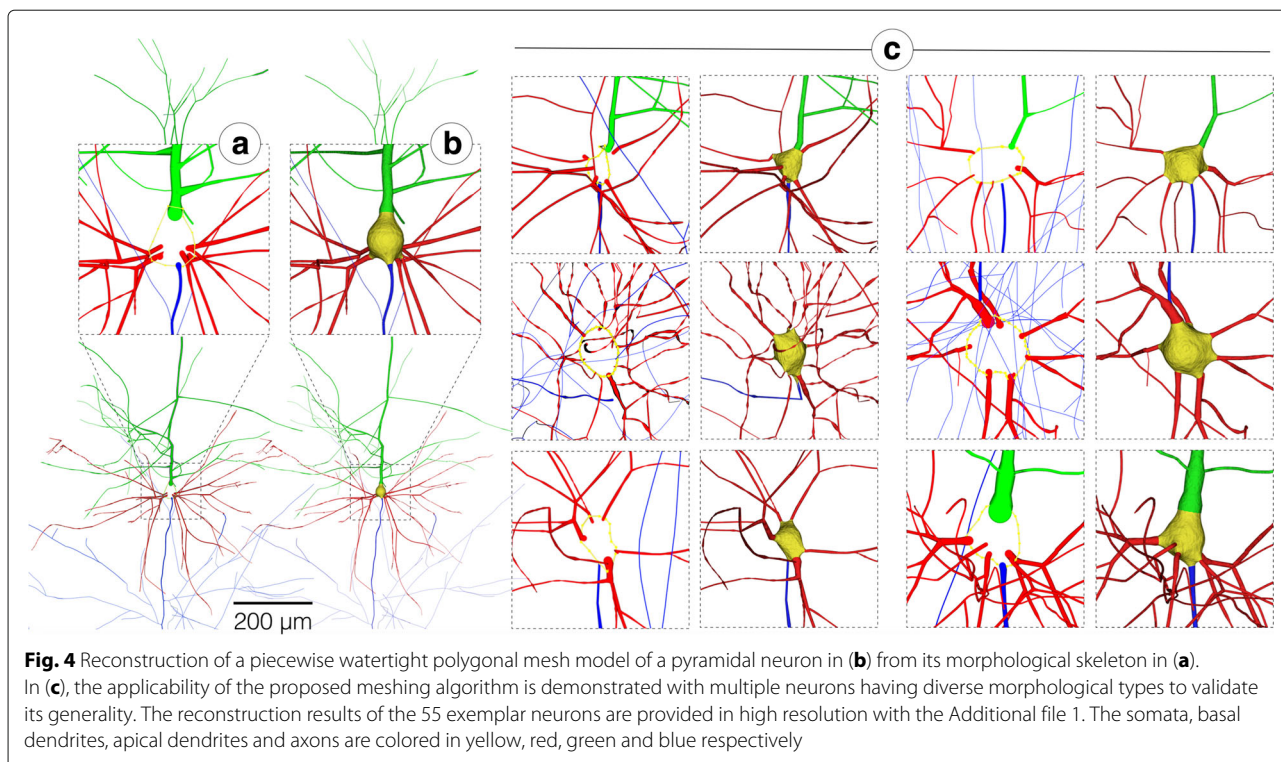 c
a
b
200 µm
Fig. 4 Reconstruction of a piecewise watertight polygonal mesh model of a pyramidal neuron in (b) from its morphological skeleton in (a).
In (c), the applicability of the proposed meshing algorithm is demonstrated with multiple neurons having diverse morphological types to validate
its generality. The reconstruction results of the 55 exemplar neurons are provided in high resolution with the Additional file 1. The somata, basal
dendrites, apical dendrites and axons are colored in yellow, red, green and blue respectively